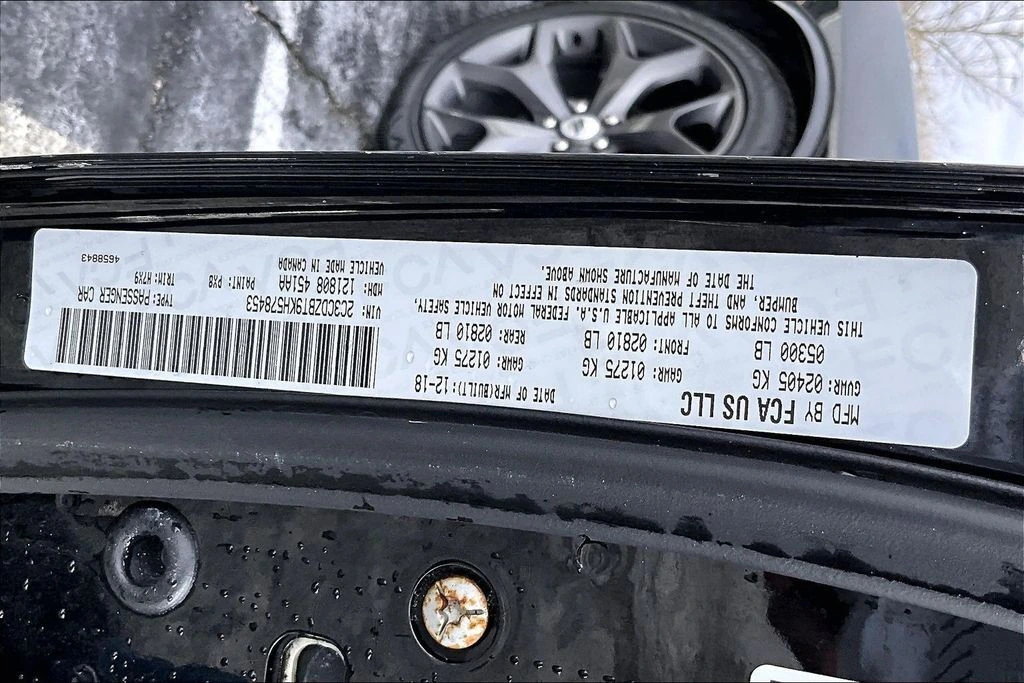 MFD BY FCA US LLC DATE OF MFR(BUILT):12-18
GVWR: 02405 KG GAWR: 01275 KG GAWR: 01275 KG
05300 LB FRONT: 02810 LB REAR: 02810 LB
THIS VEHICLE CONFORMS TO ALL APPLICABLE U.S.A. FEDERAL MOTOR VEHICLE SAFETY,
BUMPER, AND THEFT PREVENTION STANDARDS IN EFFECT ON
THE DATE OF MANUFACTURE SHOWN ABOVE.
VIN: 2C3CDZBT9KH578453 TYPE: PASSENGER CAR
MDH: 121808 451AA PAINT: PX8 TRIM: H7X9
VEHICLE MADE IN CANADA 4658843